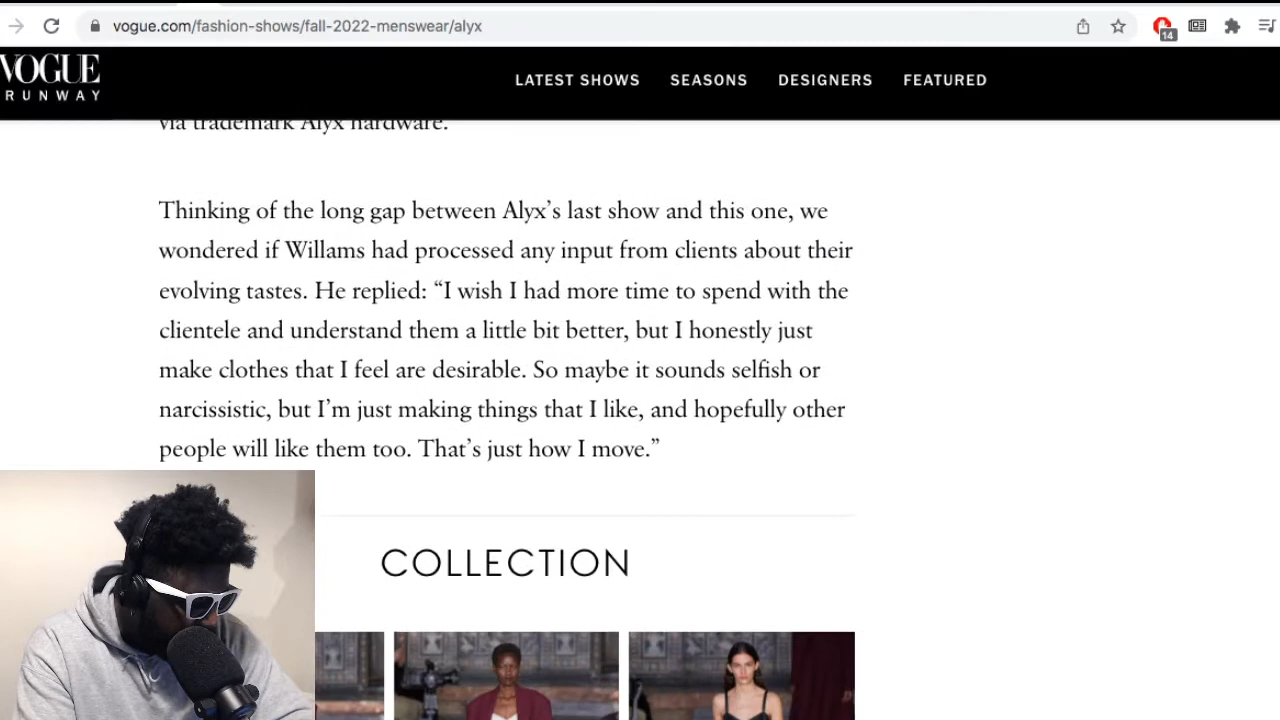 vogue.com/fashion-shows/fall-2022-menswear/alyx
14
VOGUE
RUNWAY
LATEST SHOWS SEASONS DESIGNERS FEATURED
via trademark Alyx hardware.
Thinking of the long gap between Alyx’s last show and this one, we
wondered if Willams had processed any input from clients about their
evolving tastes. He replied: “I wish I had more time to spend with the
clientele and understand them a little bit better, but I honestly just
make clothes that I feel are desirable. So maybe it sounds selfish or
narcissistic, but I’m just making things that I like, and hopefully other
people will like them too. That’s just how I move.”
COLLECTION